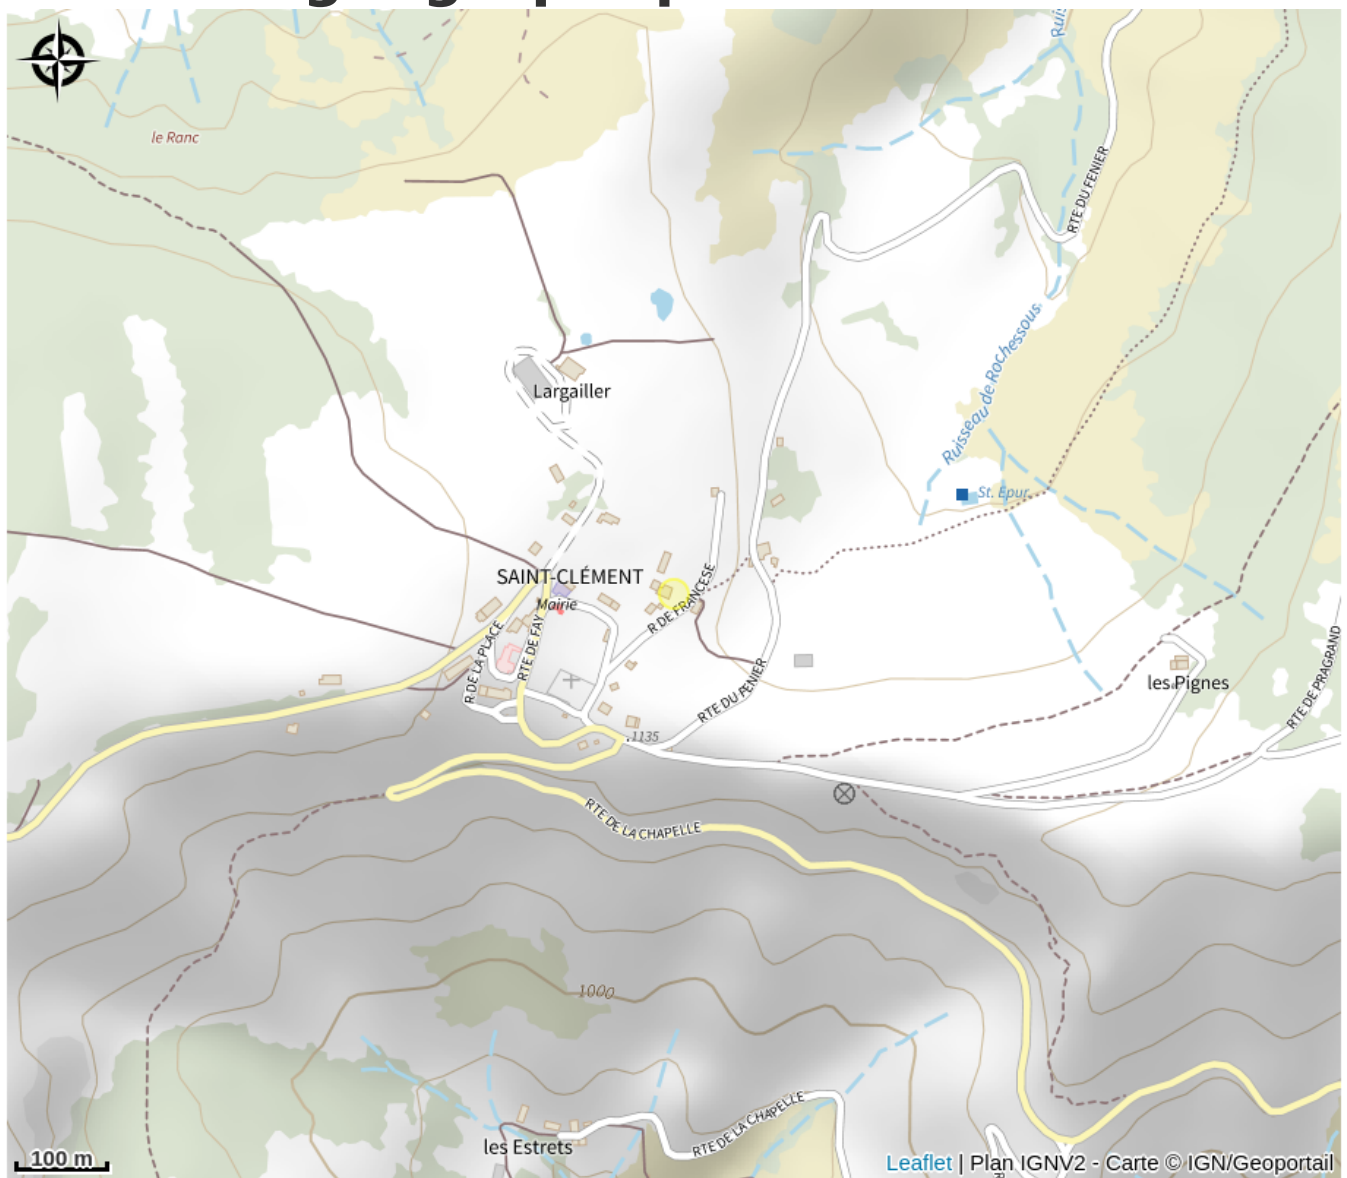 Ruis
le Ranc
RTE DU FENIER
Ruisseau de Rochessous
Largailler
St. Epur.
SAINT-CLÉMENT
Mairie
R DE FRANCESE
R DE LA PLACE
RTE DE FAY
RTE DU FENIER
les Pignes
RTE DE PRAGRAND
.1135
RTE DE LA CHAPELLE
1000
RTE DE LA CHAPELLE
les Estrets
R
100 m
Leaflet | Plan IGNV2 - Carte © IGN/Geoportail